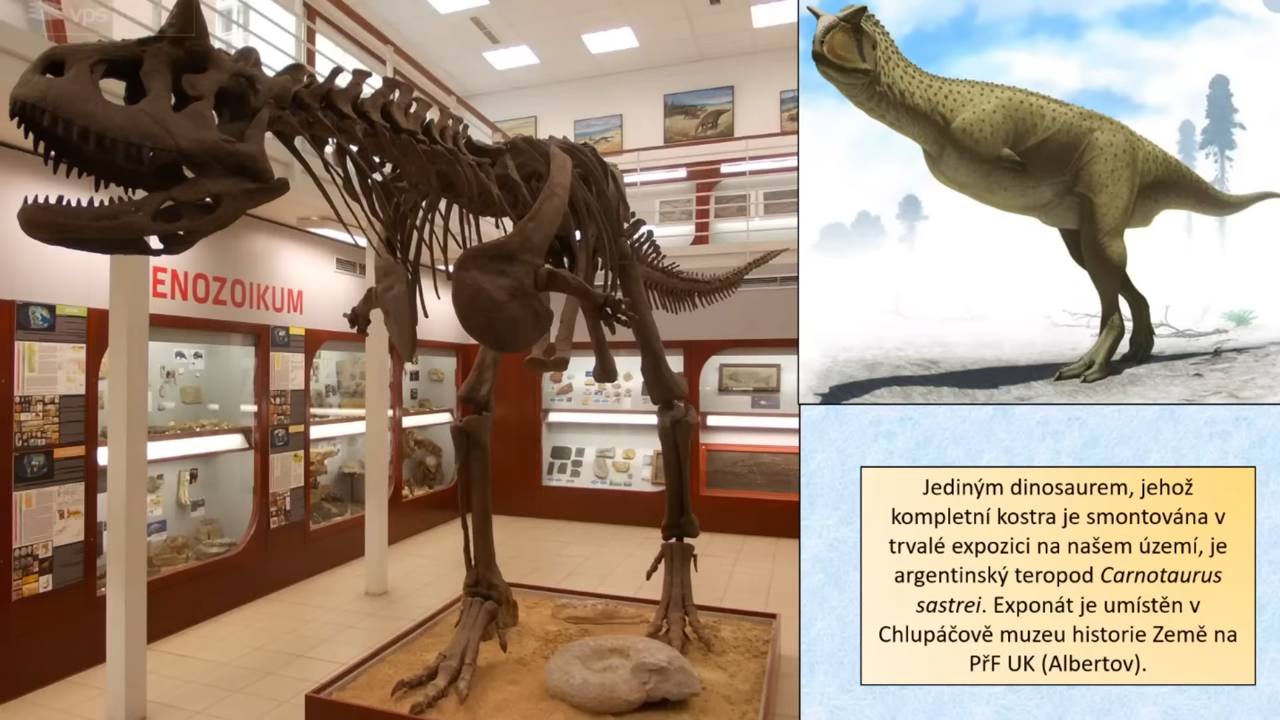 vps
ENOZOIKUM
Jediným dinosaurem, jehož
kompletní kostra je smontována v
trvalé expozici na našem území, je
argentinský teropod Carnotaurus
sastrei. Exponát je umístěn v
Chlupáčově muzeu historie Země na
PřF UK (Albertov).